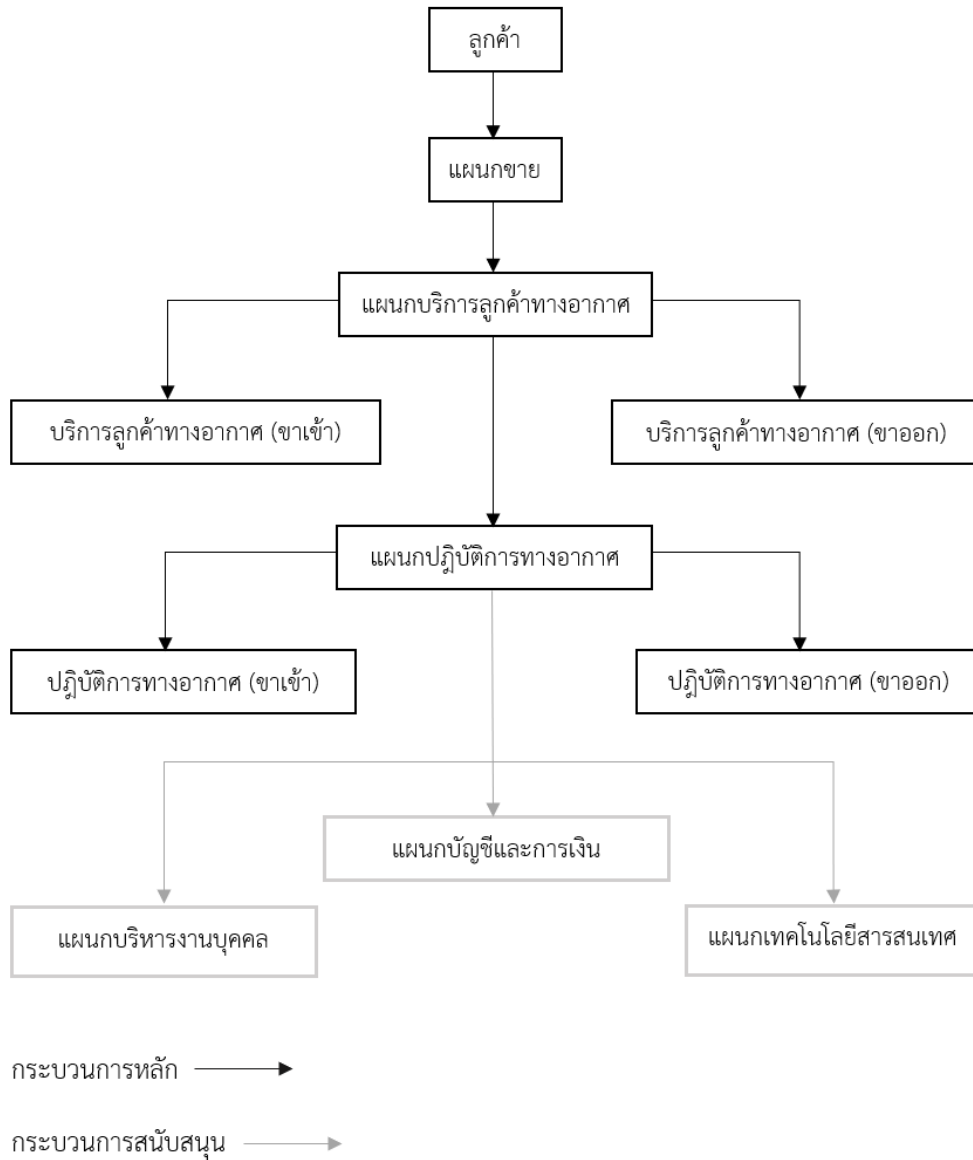 ลูกค้า
แผนกขาย
แผนกบริการลูกค้าทางอากาศ
บริการลูกค้าทางอากาศ (ขาเข้า)
บริการลูกค้าทางอากาศ (ขาออก)
แผนกปฎิบัติการทางอากาศ
ปฎิบัติการทางอากาศ (ขาเข้า)
ปฎิบัติการทางอากาศ (ขาออก)
แผนกบัญชีและการเงิน
แผนกบริหารงานบุคคล
แผนกเทคโนโลยีสารสนเทศ
กระบวนการหลัก
กระบวนการสนับสนุน